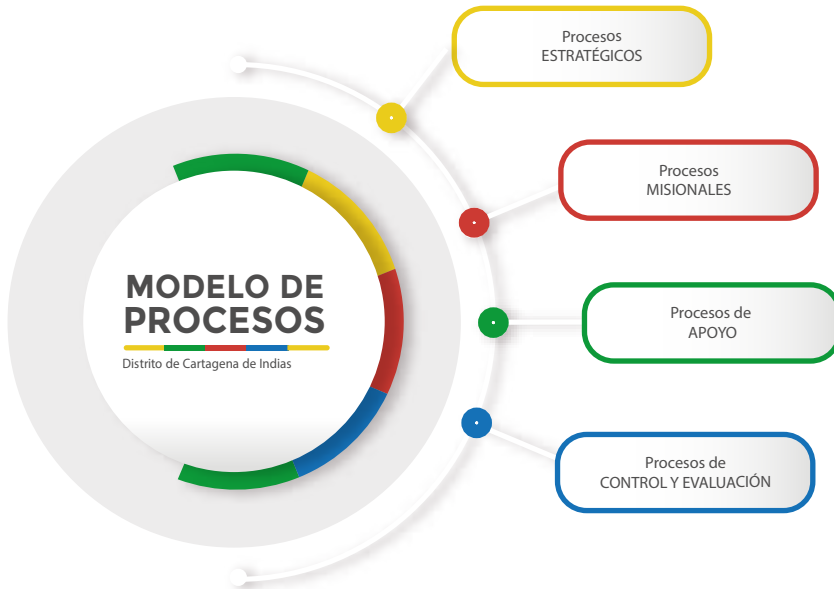 Procesos
ESTRATÉGICOS
Procesos
MISIONALES
MODELO DE
PROCESOS
Distrito de Cartagena de Indias
Procesos de
APOYO
Procesos de
CONTROL Y EVALUACIÓN